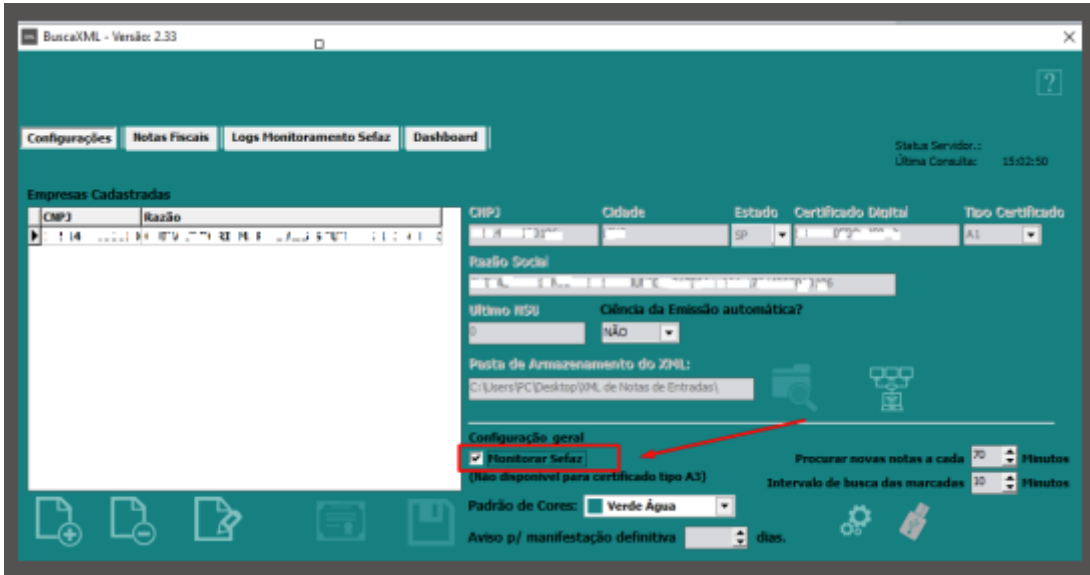 BuscaXML - Versão: 2.33
?
Configurações Notas Fiscais Logs Monitoramento Sefaz Dashboard
Status Servidor.:
Última Consulta: 15:02:50
Empresas Cadastradas
CNPJ Razão
CNPJ Cidade Estado Certificado Digital Tipo Certificado
SP A1
Razão Social
Ultimo NSU Ciência da Emissão automática?
0 NÃO
Pasta de Armazenamento do XML:
C:\Users\PC\Desktop\XML de Notas de Entradas\
Configuração geral
Monitorar Sefaz
Procurar novas notas a cada 70 Minutos
(Não disponível para certificado tipo A3)
Intervalo de busca das marcadas 10 Minutos
Padrão de Cores: Verde Água
Aviso p/ manifestação definitiva dias.